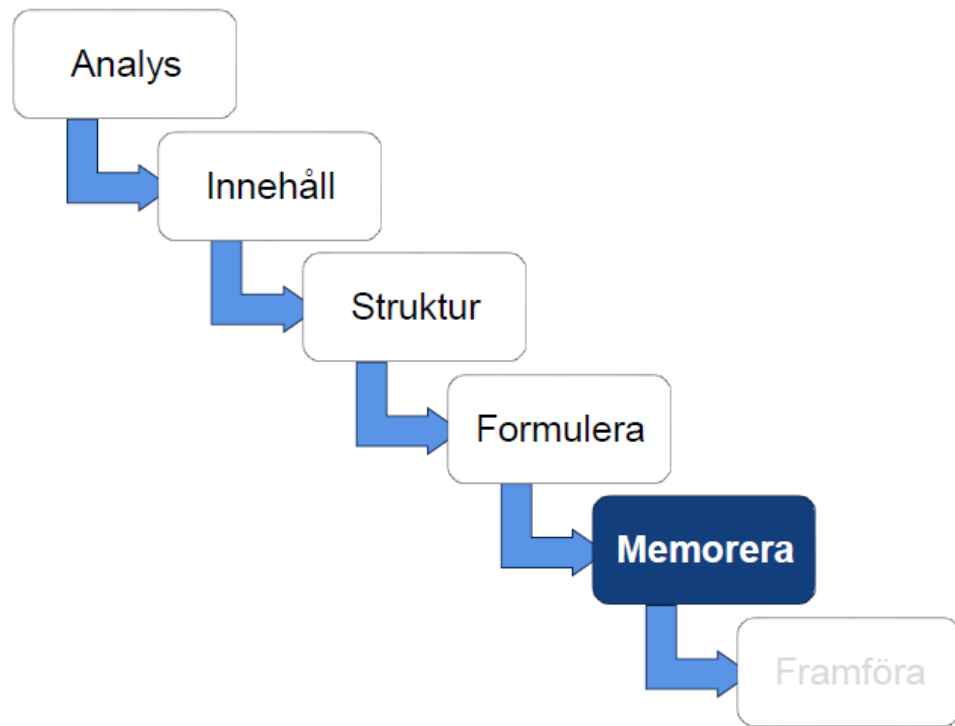 Analys
Innehåll
Struktur
Formulera
Memorera
Framföra